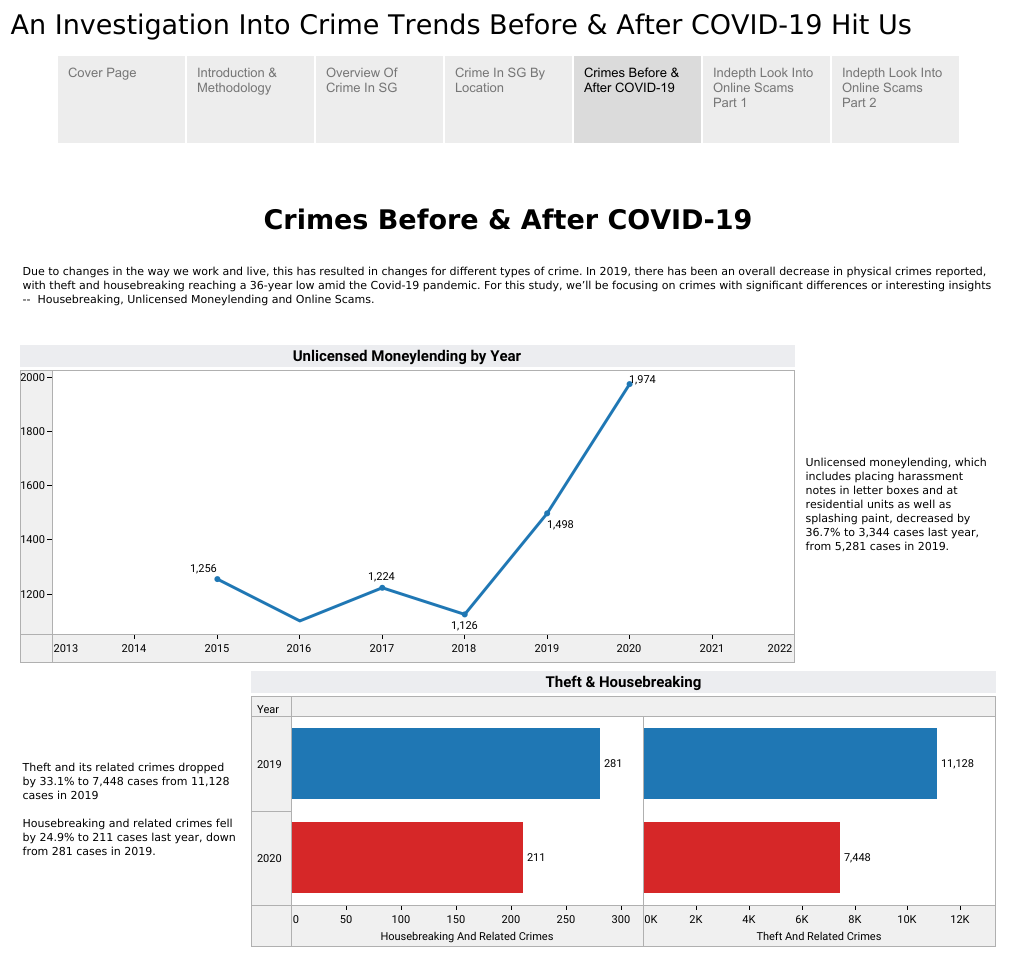 An Investigation Into Crime Trends Before & After COVID-19 Hit Us
Cover Page
Introduction &
Methodology
Overview Of
Crime In SG
Crime In SG By
Location
Crimes Before &
After COVID-19
Indepth Look Into
Online Scams
Part 1
Indepth Look Into
Online Scams
Part 2
Crimes Before & After COVID-19
Due to changes in the way we work and live, this has resulted in changes for different types of crime. In 2019, there has been an overall decrease in physical crimes reported,
with theft and housebreaking reaching a 36-year low amid the Covid-19 pandemic. For this study, we’ll be focusing on crimes with significant differences or interesting insights
-- Housebreaking, Unlicensed Moneylending and Online Scams.
Unlicensed Moneylending by Year
2000
1800
1600
1400
1200
1,256
1,224
1,126
1,498
1,974
2013 2014 2015 2016 2017 2018 2019 2020 2021 2022
Unlicensed moneylending, which
includes placing harassment
notes in letter boxes and at
residential units as well as
splashing paint, decreased by
36.7% to 3,344 cases last year,
from 5,281 cases in 2019.
Theft & Housebreaking
Theft and its related crimes dropped
by 33.1% to 7,448 cases from 11,128
cases in 2019
Housebreaking and related crimes fell
by 24.9% to 211 cases last year, down
from 281 cases in 2019.
Year
2019 281 11,128
2020 211 7,448
0 50 100 150 200 250 300 0K 2K 4K 6K 8K 10K 12K
Housebreaking And Related Crimes Theft And Related Crimes